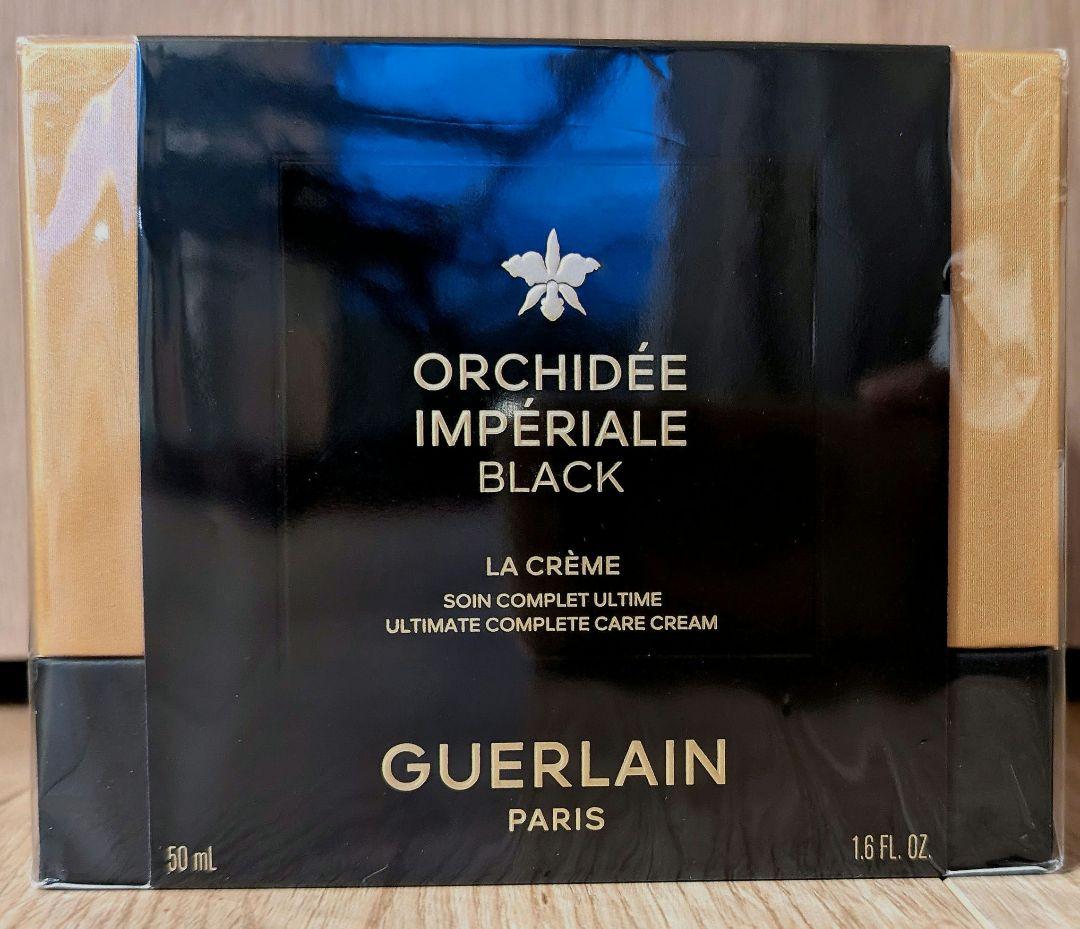 ORCHIDÉE
IMPÉRIALE
BLACK
LA CRÈME
SOIN COMPLET ULTIME
ULTIMATE COMPLETE CARE CREAM
GUERLAIN
PARIS
50 mL
1.6 FL. OZ.